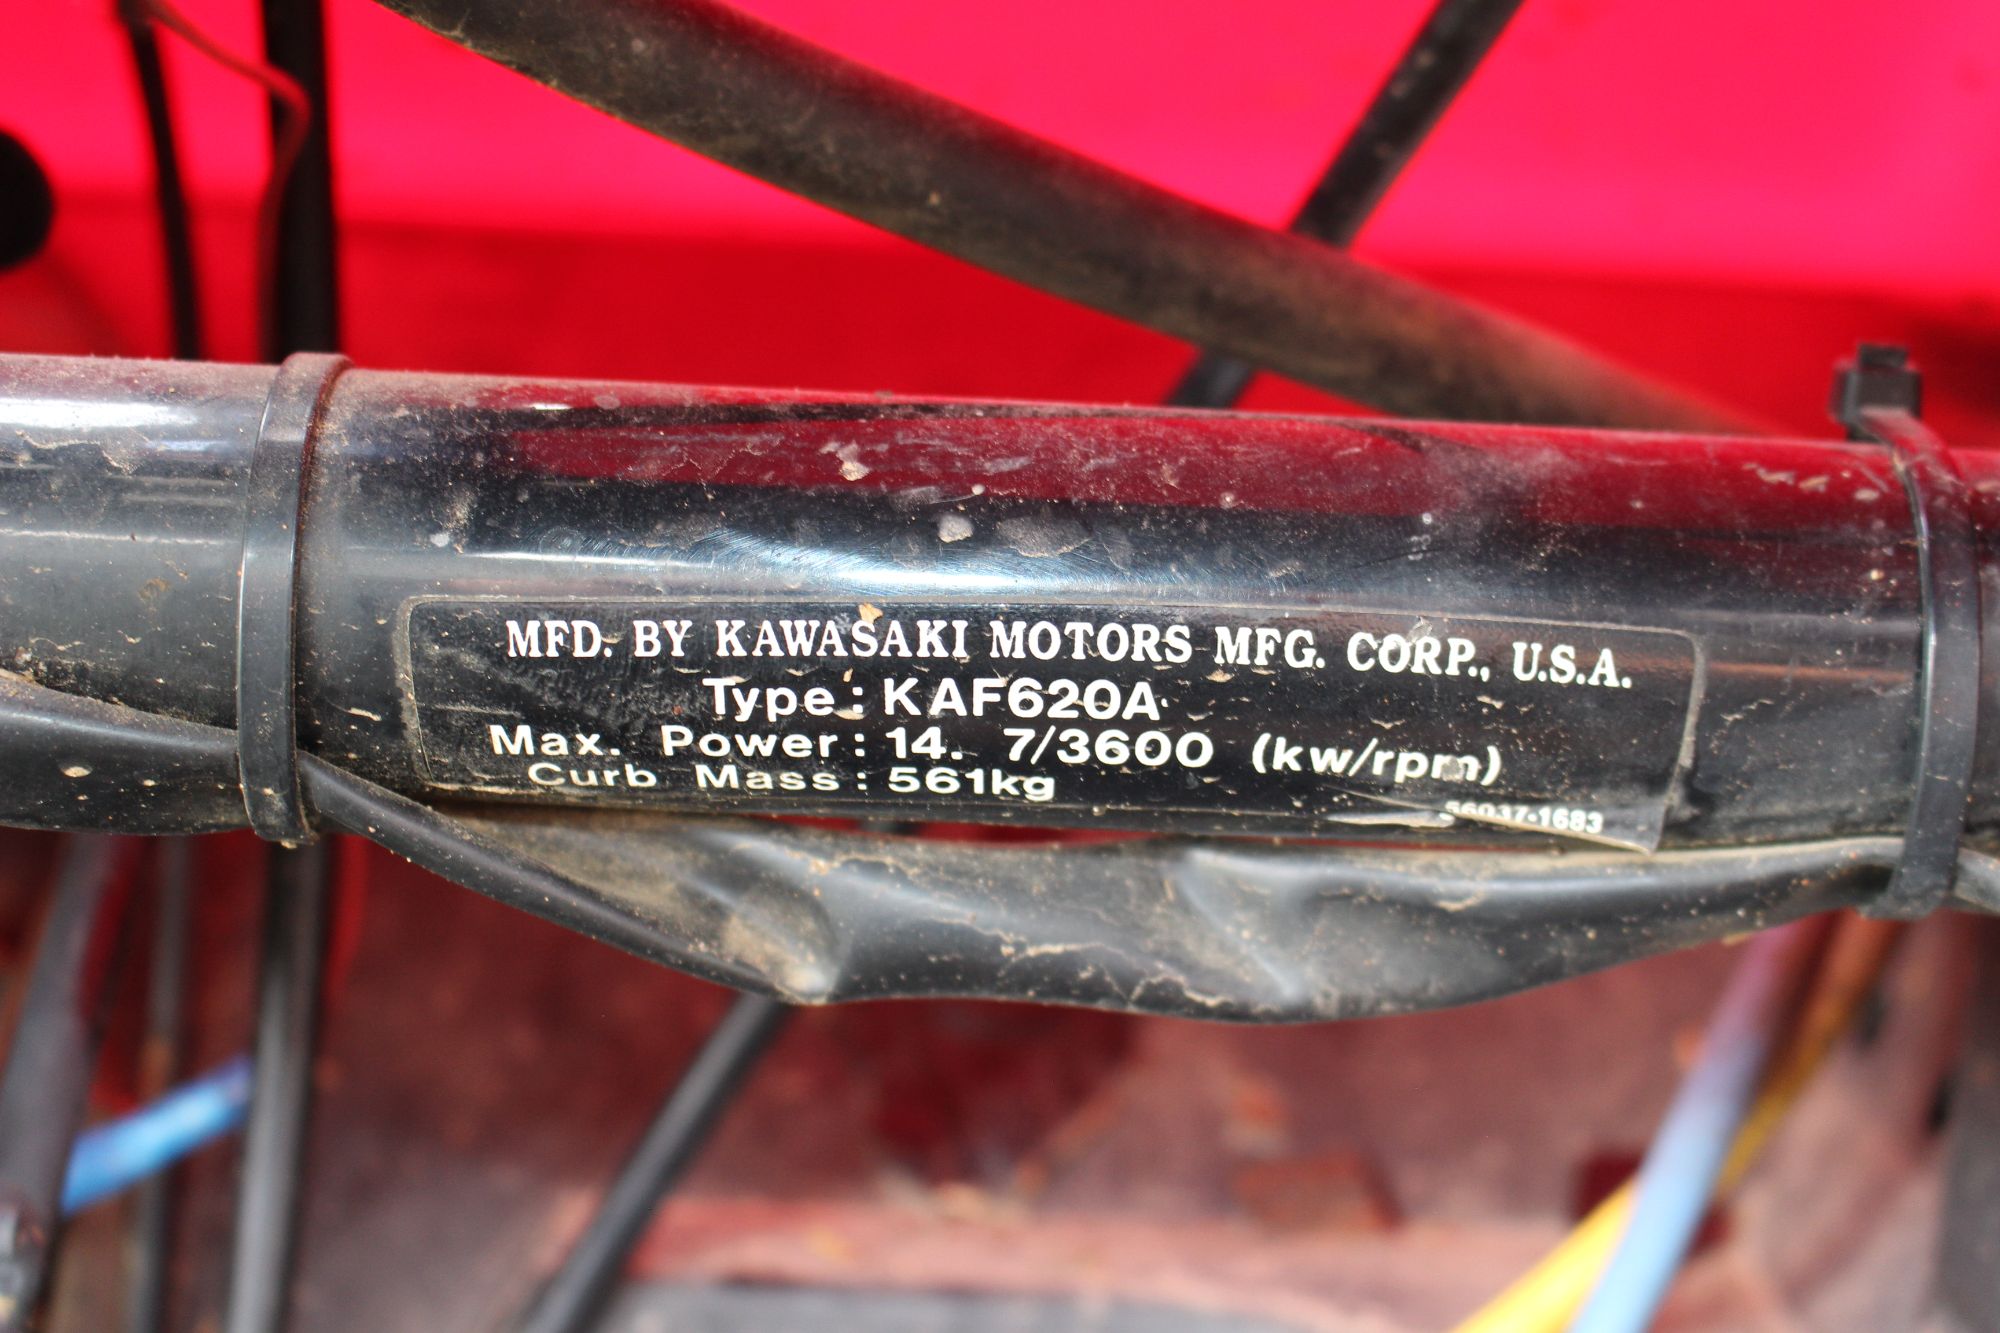 MFD. BY KAWASAKI MOTORS MFG. CORP., U.S.A.
Type: KAF620A
Max. Power: 14. 7/3600 (kw/rpm)
Curb Mass: 561kg
56037-1683